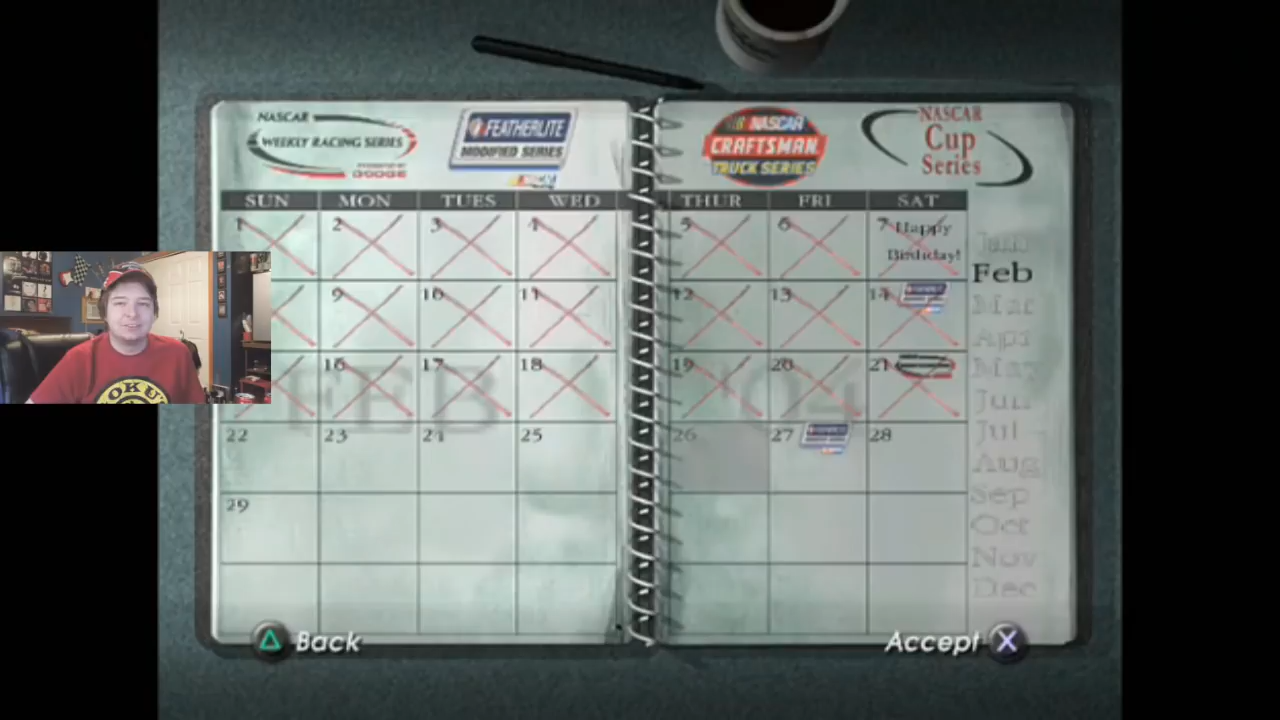 NASCAR
WEEKLY RACING SERIES
DODGE
FEATHERLITE
MODIFIED SERIES
NASCAR
CRAFTSMAN
TRUCK SERIES
NASCAR
Cup
Series
SUN MON TUES WED THUR FRI SAT
1 2 3 4 5 6 7 Happy
Birthday!
9 10 11 12 13 14
16 17 18 19 20 21
FEB '04
22 23 24 25 26 27 28
29
Jan
Feb
Mar
Apr
May
Jun
Jul
Aug
Sep
Oct
Nov
Dec
Back
Accept X